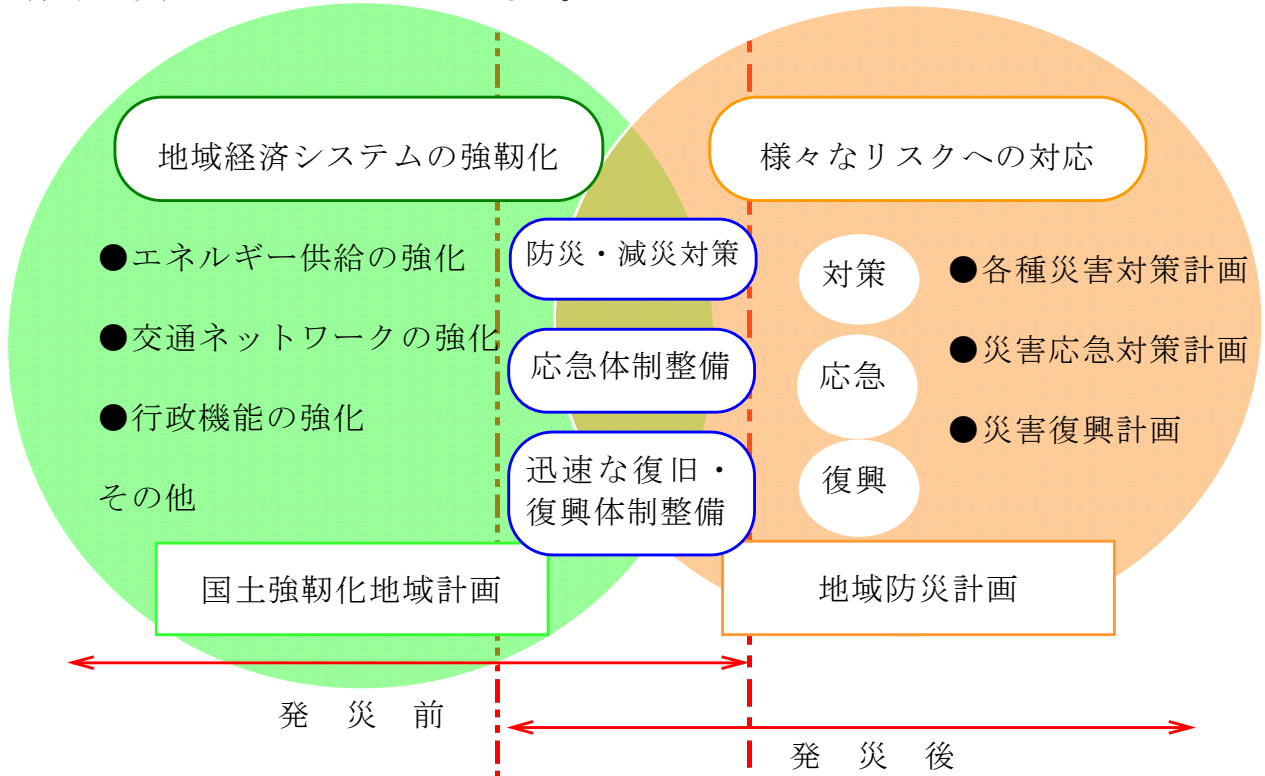 地域経済システムの強靭化
様々なリスクへの対応
●エネルギー供給の強化
●交通ネットワークの強化
●行政機能の強化
その他
防災・減災対策
応急体制整備
迅速な復旧・
復興体制整備
対策
応急
復興
●各種災害対策計画
●災害応急対策計画
●災害復興計画
国土強靱化地域計画
地域防災計画
発 災 前
発 災 後